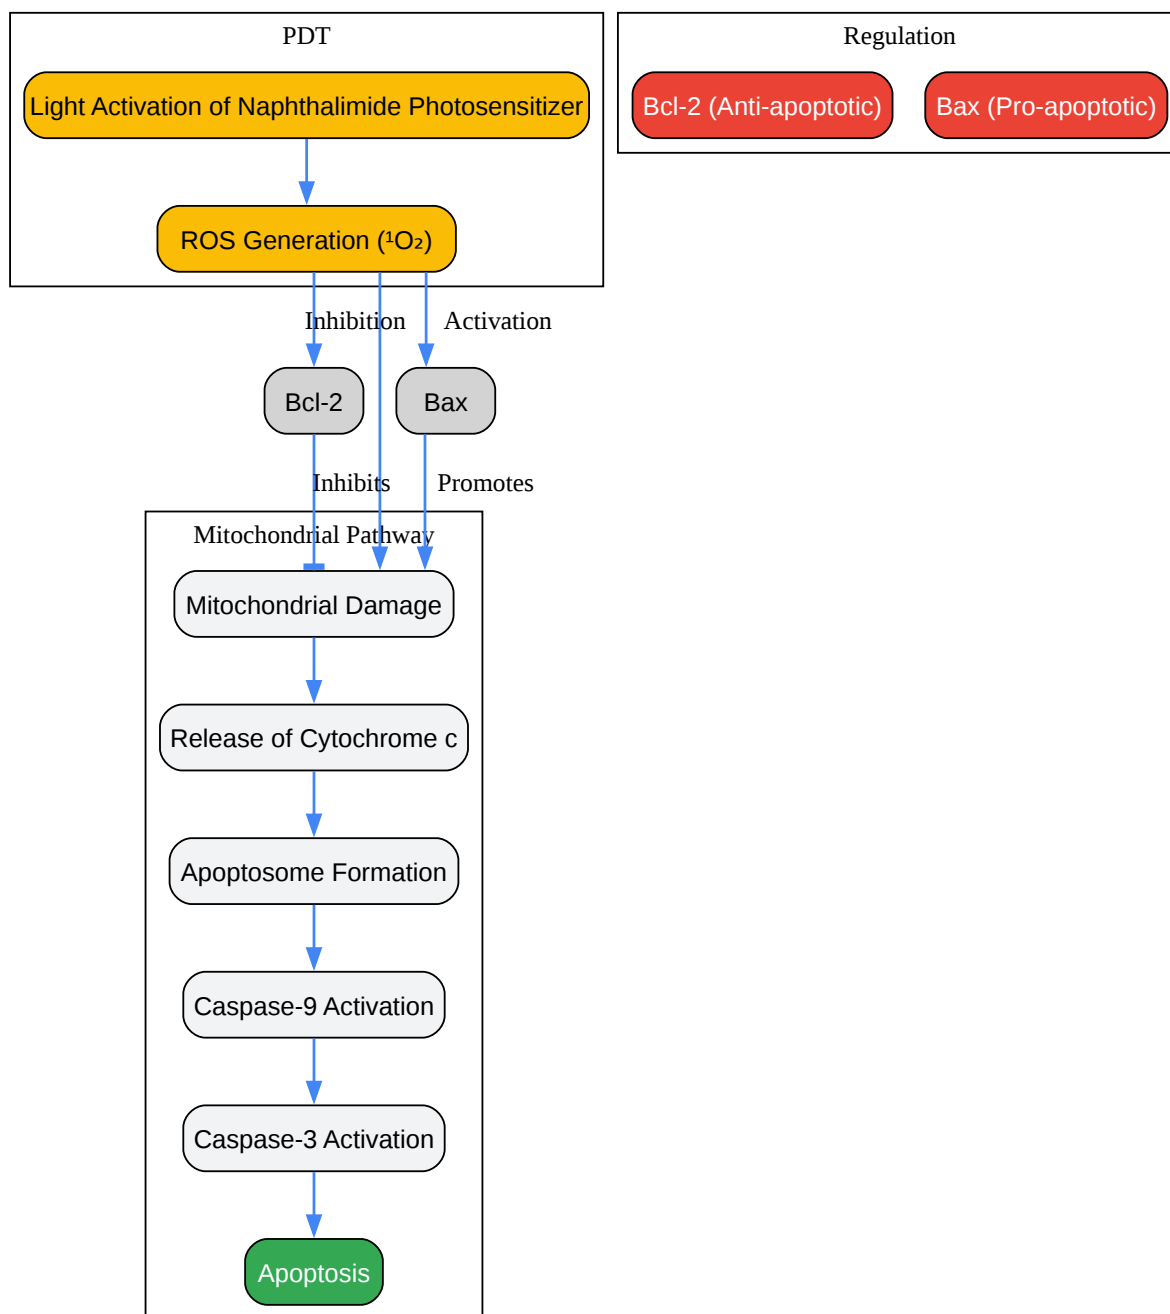 PDT
Light Activation of Naphthalimide Photosensitizer
ROS Generation (¹O₂)
Regulation
Bcl-2 (Anti-apoptotic)
Bax (Pro-apoptotic)
Inhibition
Activation
Bcl-2
Bax
Inhibits
Promotes
Mitochondrial Pathway
Mitochondrial Damage
Release of Cytochrome c
Apoptosome Formation
Caspase-9 Activation
Caspase-3 Activation
Apoptosis